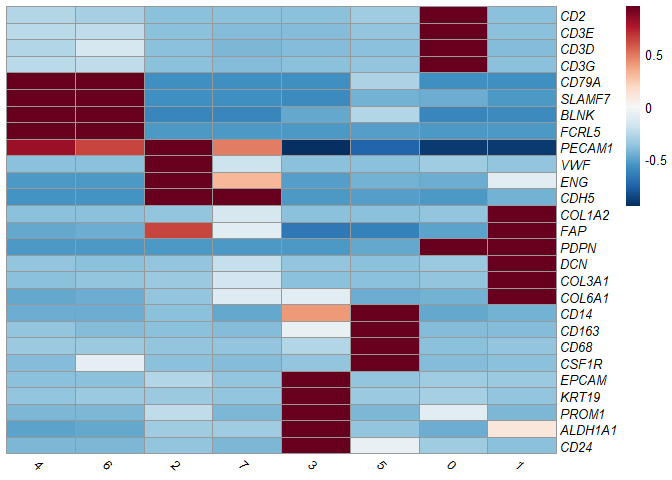 CD2
CD3E
CD3D
CD3G
CD79A
SLAMF7
BLNK
FCRL5
PECAM1
VWF
ENG
CDH5
COL1A2
FAP
PDPN
DCN
COL3A1
COL6A1
CD14
CD163
CD68
CSF1R
EPCAM
KRT19
PROM1
ALDH1A1
CD24
4 6 2 7 3 5 0 1
0.5
0
-0.5